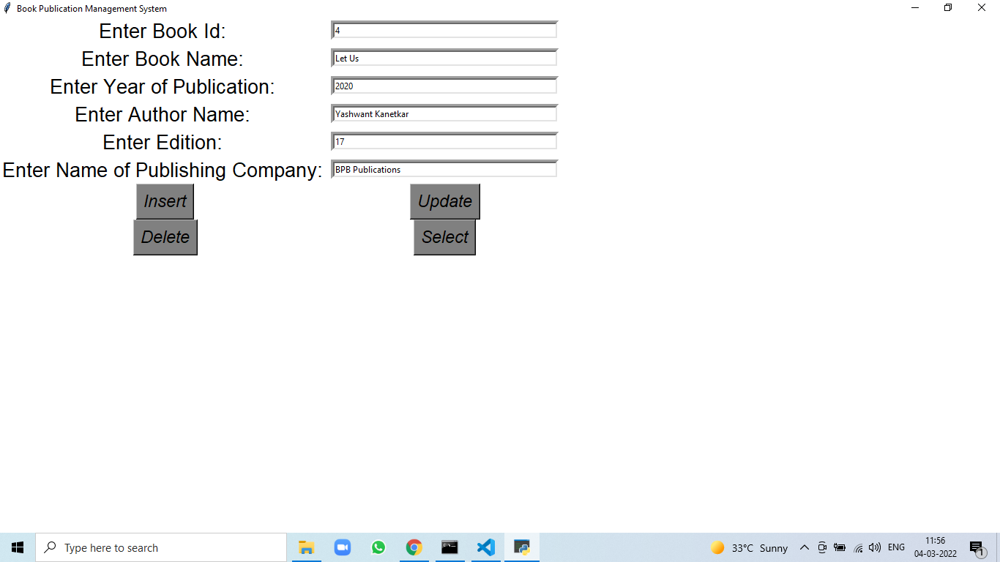 Book Publication Management System
Enter Book Id: 4
Enter Book Name: Let Us
Enter Year of Publication: 2020
Enter Author Name: Yashwant Kanetkar
Enter Edition: 17
Enter Name of Publishing Company: BPB Publications
Insert Update
Delete Select
Type here to search 33°C Sunny ENG 11:56
04-03-2022 1